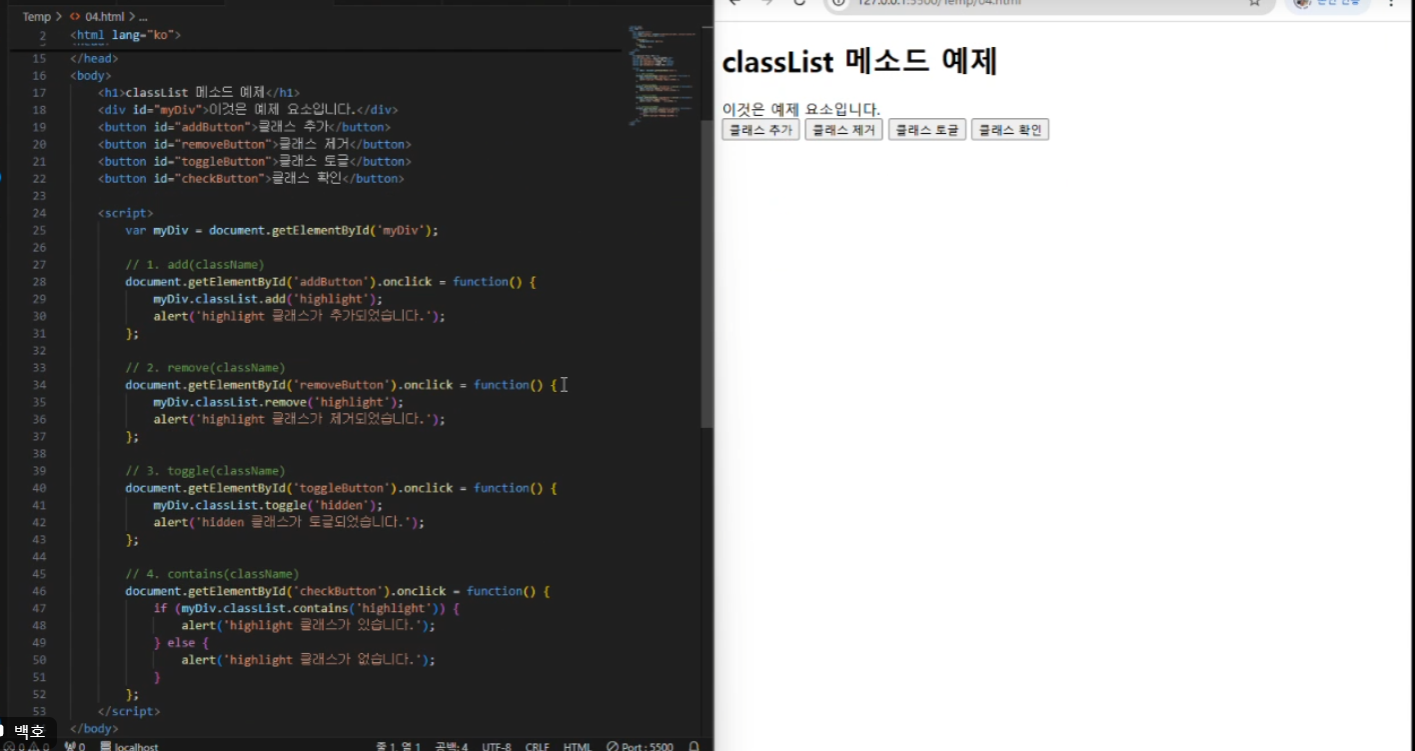 Temp > <> 04.html > ...
2 <html lang="ko">
15 </head>
16 <body>
17 <h1>classList 메소드 예제</h1>
18 <div id="myDiv">이것은 예제 요소입니다.</div>
19 <button id="addButton">클래스 추가</button>
20 <button id="removeButton">클래스 제거</button>
21 <button id="toggleButton">클래스 토글</button>
22 <button id="checkButton">클래스 확인</button>
23
24 <script>
25 var myDiv = document.getElementById('myDiv');
26
27 // 1. add(className)
28 document.getElementById('addButton').onclick = function() {
29 myDiv.classList.add('highlight');
30 alert('highlight 클래스가 추가되었습니다.');
31 };
32
33 // 2. remove(className)
34 document.getElementById('removeButton').onclick = function() {
35 myDiv.classList.remove('highlight');
36 alert('highlight 클래스가 제거되었습니다.');
37 };
38
39 // 3. toggle(className)
40 document.getElementById('toggleButton').onclick = function() {
41 myDiv.classList.toggle('hidden');
42 alert('hidden 클래스가 토글되었습니다.');
43 };
44
45 // 4. contains(className)
46 document.getElementById('checkButton').onclick = function() {
47 if (myDiv.classList.contains('highlight')) {
48 alert('highlight 클래스가 있습니다.');
49 } else {
50 alert('highlight 클래스가 없습니다.');
51 }
52 };
53 </script>
</body>
백호
0 0 0 localhost 줄 1, 열 1 공백: 4 UTF-8 CRLF HTML Port : 5500
127.0.0.1:5500/Temp/04.html
classList 메소드 예제
이것은 예제 요소입니다.
클래스 추가 클래스 제거 클래스 토글 클래스 확인